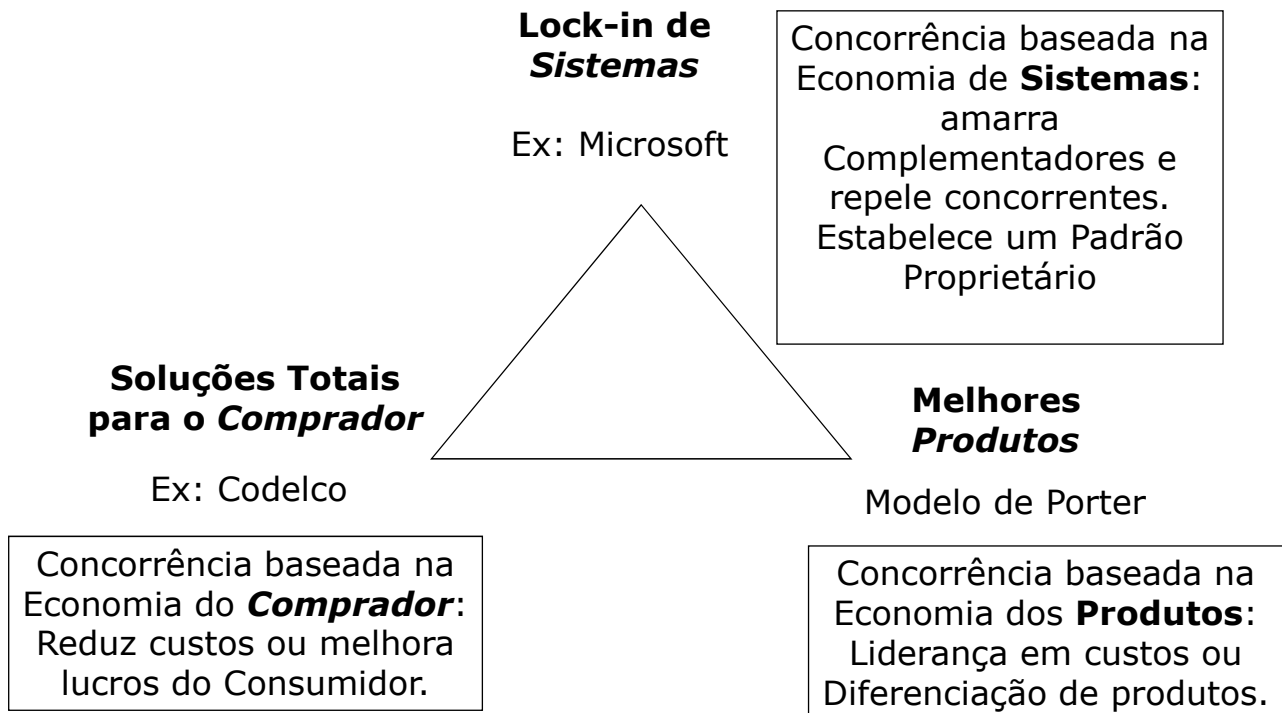 Lock-in de
Sistemas
Ex: Microsoft
Concorrência baseada na
Economia de Sistemas:
amarra
Complementadores e
repele concorrentes.
Estabelece um Padrão
Proprietário
Soluções Totais
para o Comprador
Ex: Codelco
Concorrência baseada na
Economia do Comprador:
Reduz custos ou melhora
lucros do Consumidor.
Melhores
Produtos
Modelo de Porter
Concorrência baseada na
Economia dos Produtos:
Liderança em custos ou
Diferenciação de produtos.